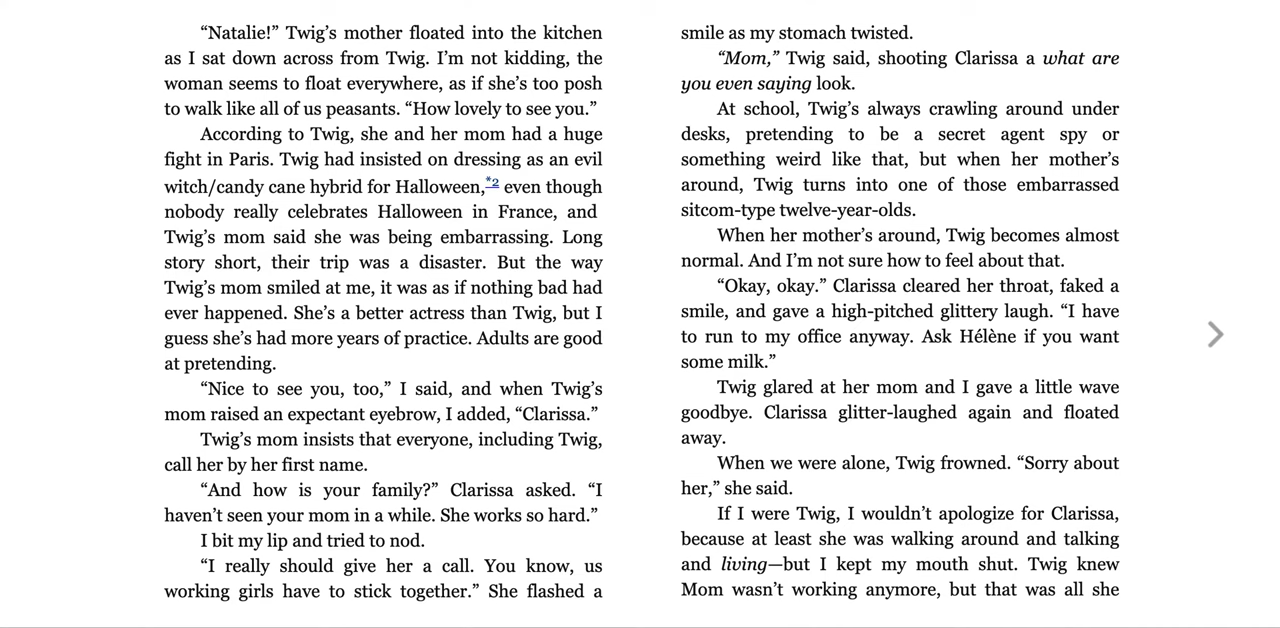 “Natalie!” Twig’s mother floated into the kitchen
as I sat down across from Twig. I’m not kidding, the
woman seems to float everywhere, as if she’s too posh
to walk like all of us peasants. “How lovely to see you.”
According to Twig, she and her mom had a huge
fight in Paris. Twig had insisted on dressing as an evil
witch/candy cane hybrid for Halloween,*2 even though
nobody really celebrates Halloween in France, and
Twig’s mom said she was being embarrassing. Long
story short, their trip was a disaster. But the way
Twig’s mom smiled at me, it was as if nothing bad had
ever happened. She’s a better actress than Twig, but I
guess she’s had more years of practice. Adults are good
at pretending.
“Nice to see you, too,” I said, and when Twig’s
mom raised an expectant eyebrow, I added, “Clarissa.”
Twig’s mom insists that everyone, including Twig,
call her by her first name.
“And how is your family?” Clarissa asked. “I
haven’t seen your mom in a while. She works so hard.”
I bit my lip and tried to nod.
“I really should give her a call. You know, us
working girls have to stick together.” She flashed a
smile as my stomach twisted.
“Mom,” Twig said, shooting Clarissa a what are
you even saying look.
At school, Twig’s always crawling around under
desks, pretending to be a secret agent spy or
something weird like that, but when her mother’s
around, Twig turns into one of those embarrassed
sitcom-type twelve-year-olds.
When her mother’s around, Twig becomes almost
normal. And I’m not sure how to feel about that.
“Okay, okay.” Clarissa cleared her throat, faked a
smile, and gave a high-pitched glittery laugh. “I have
to run to my office anyway. Ask Hélène if you want
some milk.”
Twig glared at her mom and I gave a little wave
goodbye. Clarissa glitter-laughed again and floated
away.
When we were alone, Twig frowned. “Sorry about
her,” she said.
If I were Twig, I wouldn’t apologize for Clarissa,
because at least she was walking around and talking
and living—but I kept my mouth shut. Twig knew
Mom wasn’t working anymore, but that was all she